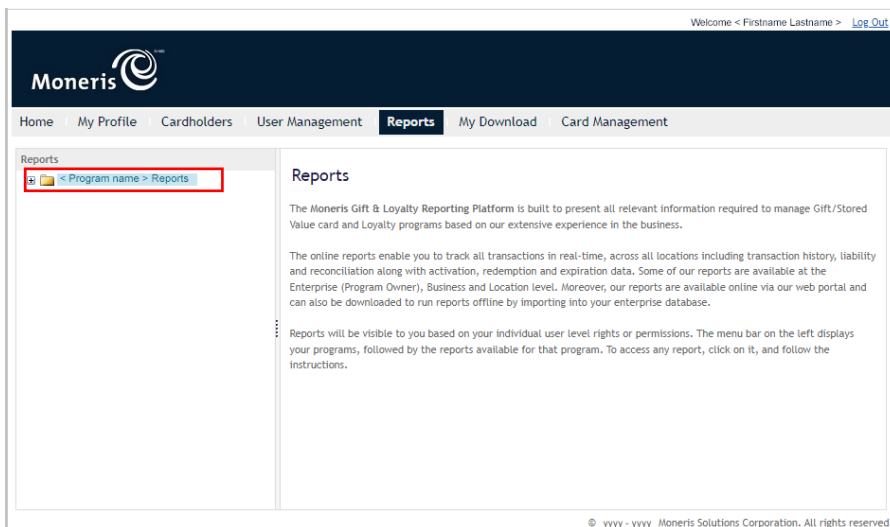 Welcome < Firstname Lastname > Log Out
Moneris
Home My Profile Cardholders User Management Reports My Download Card Management
Reports
< Program name > Reports
Reports
The Moneris Gift & Loyalty Reporting Platform is built to present all relevant information required to manage Gift/Stored
Value card and Loyalty programs based on our extensive experience in the business.
The online reports enable you to track all transactions in real-time, across all locations including transaction history, liability
and reconciliation along with activation, redemption and expiration data. Some of our reports are available at the
Enterprise (Program Owner), Business and Location level. Moreover, our reports are available online via our web portal and
can also be downloaded to run reports offline by importing into your enterprise database.
Reports will be visible to you based on your individual user level rights or permissions. The menu bar on the left displays
your programs, followed by the reports available for that program. To access any report, click on it, and follow the
instructions.
© yyyy - yyyy Moneris Solutions Corporation. All rights reserved